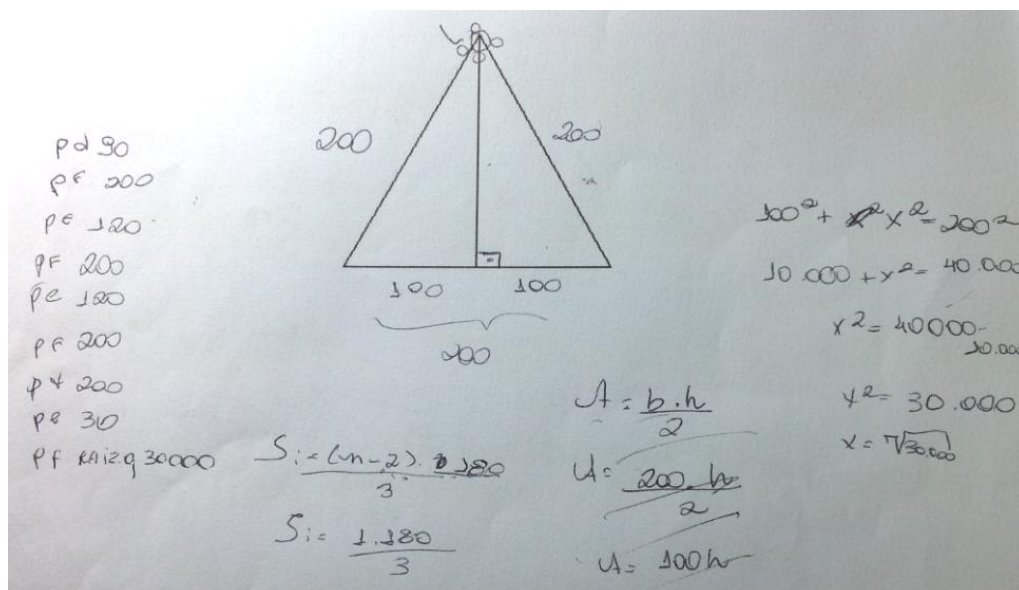 200
200
100
100
200
pd 90
pf 200
pe 120
pf 200
pe 120
pf 200
pt 200
pe 30
pf raizq 30000
Si = (n-2). 180
3
Si = 1.180
3
A = b.h
2
A = 200.h
2
A = 100h
100² + x² = 200²
10.000 + x² = 40.000
x² = 40000-
10.000
x² = 30.000
x = √30.000